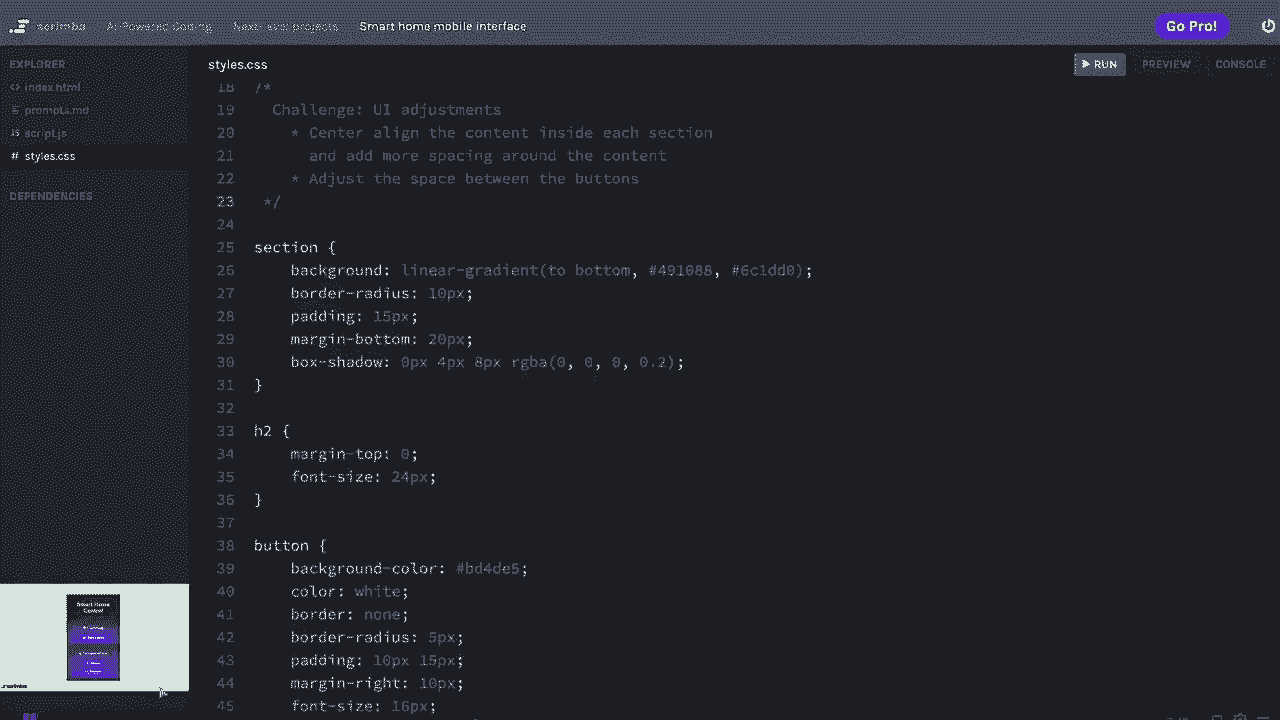 scrimba AI-Powered Coding Next-level projects Smart home mobile interface Go Pro!
EXPLORER
index.html
prompts.md
JS script.js
# styles.css
DEPENDENCIES
styles.css
RUN PREVIEW CONSOLE
18 /*
19 Challenge: UI adjustments
20 * Center align the content inside each section
21 and add more spacing around the content
22 * Adjust the space between the buttons
23 */
24
25 section {
26 background: linear-gradient(to bottom, #491088, #6c1dd0);
27 border-radius: 10px;
28 padding: 15px;
29 margin-bottom: 20px;
30 box-shadow: 0px 4px 8px rgba(0, 0, 0, 0.2);
31 }
32
33 h2 {
34 margin-top: 0;
35 font-size: 24px;
36 }
37
38 button {
39 background-color: #bd4de5;
40 color: white;
41 border: none;
42 border-radius: 5px;
43 padding: 10px 15px;
44 margin-right: 10px;
45 font-size: 16px;
Smart Home
Control